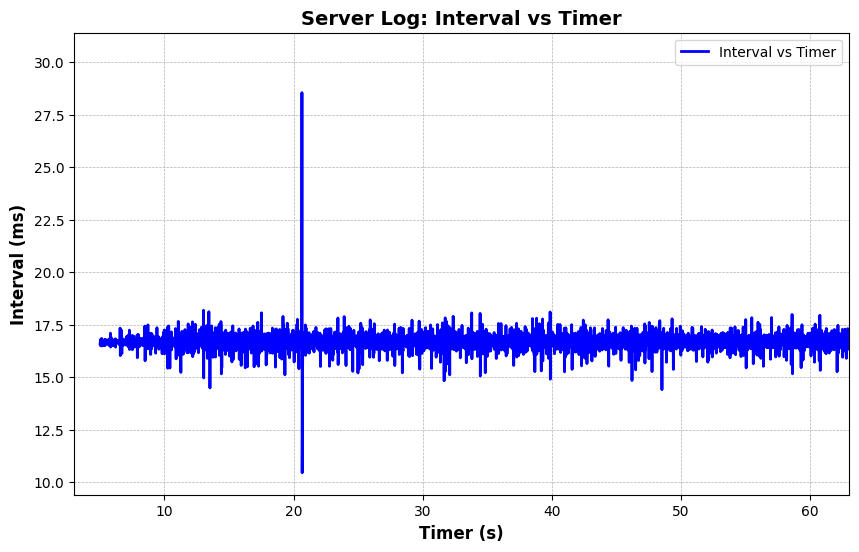 Server Log: Interval vs Timer
Interval vs Timer
30.0
27.5
25.0
22.5
20.0
17.5
15.0
12.5
10.0
Interval (ms)
10 20 30 40 50 60
Timer (s)